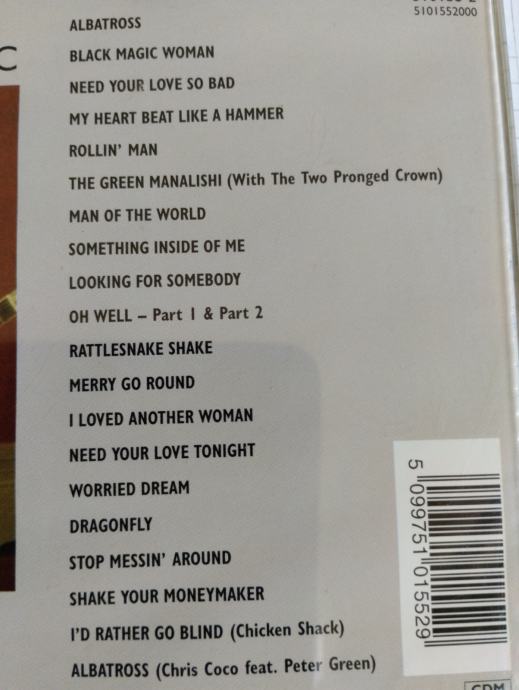 5101552000
ALBATROSS
C
BLACK MAGIC WOMAN
NEED YOUR LOVE SO BAD
MY HEART BEAT LIKE A HAMMER
ROLLIN' MAN
THE GREEN MANALISHI (With The Two Pronged Crown)
MAN OF THE WORLD
SOMETHING INSIDE OF ME
LOOKING FOR SOMEBODY
OH WELL – Part 1 & Part 2
RATTLESNAKE SHAKE
MERRY GO ROUND
I LOVED ANOTHER WOMAN
NEED YOUR LOVE TONIGHT
WORRIED DREAM
DRAGONFLY
STOP MESSIN' AROUND
SHAKE YOUR MONEYMAKER
I'D RATHER GO BLIND (Chicken Shack)
ALBATROSS (Chris Coco feat. Peter Green)
5 099751 015529
CDM